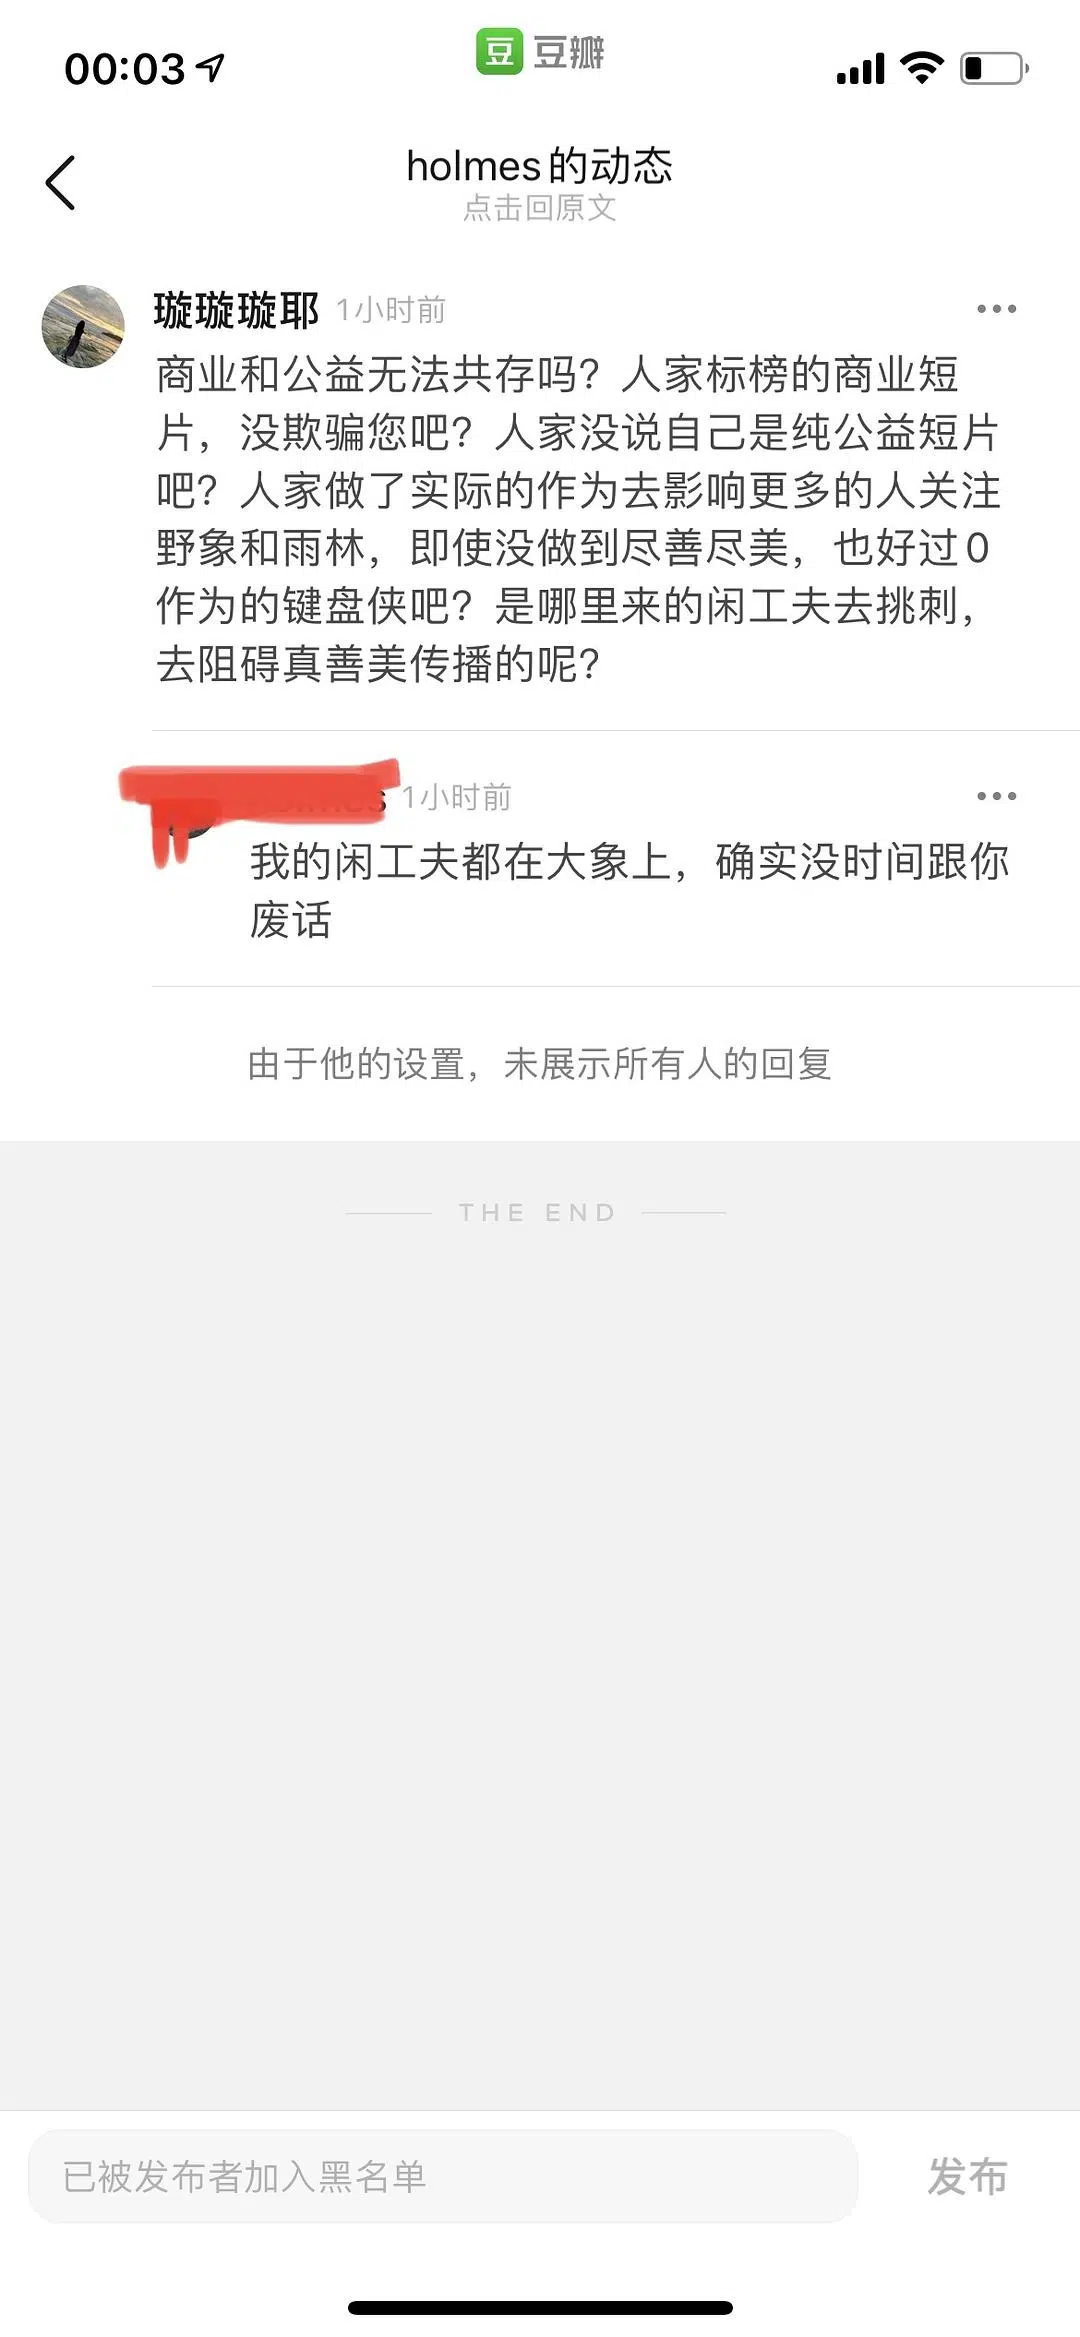 00:03
豆 豆瓣
holmes的动态
点击回原文
璇璇璇耶 1小时前
商业和公益无法共存吗？人家标榜的商业短
片，没欺骗您吧？人家没说自己是纯公益短片
吧？人家做了实际的作为去影响更多的人关注
野象和雨林，即使没做到尽善尽美，也好过0
作为的键盘侠吧？是哪里来的闲工夫去挑刺，
去阻碍真善美传播的呢？
1小时前
我的闲工夫都在大象上，确实没时间跟你
废话
由于他的设置，未展示所有人的回复
THE END
已被发布者加入黑名单 发布